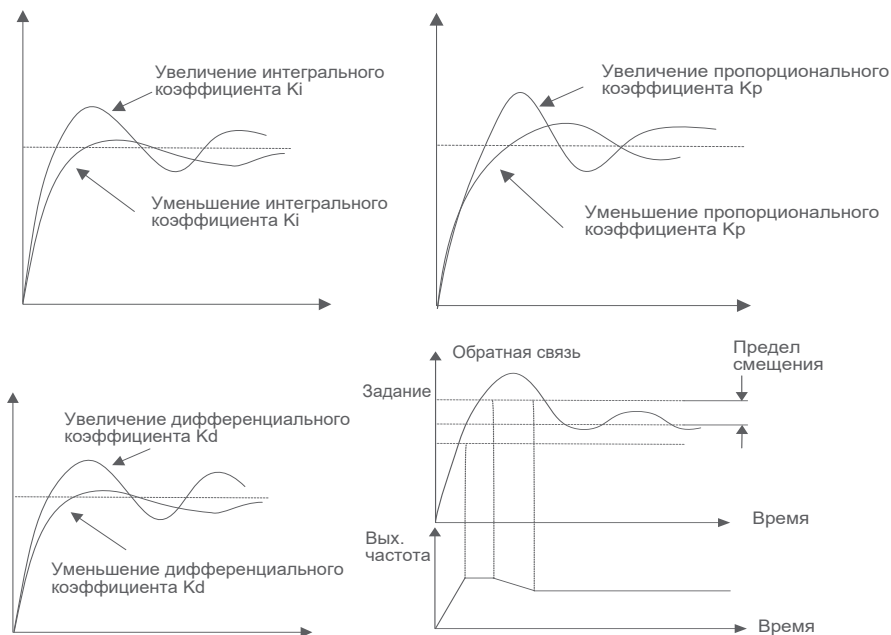 Увеличение интегрального
коэффициента Ki
Уменьшение интегрального
коэффициента Ki
Увеличение пропорционального
коэффициента Kp
Уменьшение пропорционального
коэффициента Kp
Увеличение дифференциального
коэффициента Kd
Уменьшение дифференциального
коэффициента Kd
Обратная связь
Предел
смещения
Задание
Время
Вых.
частота
Время